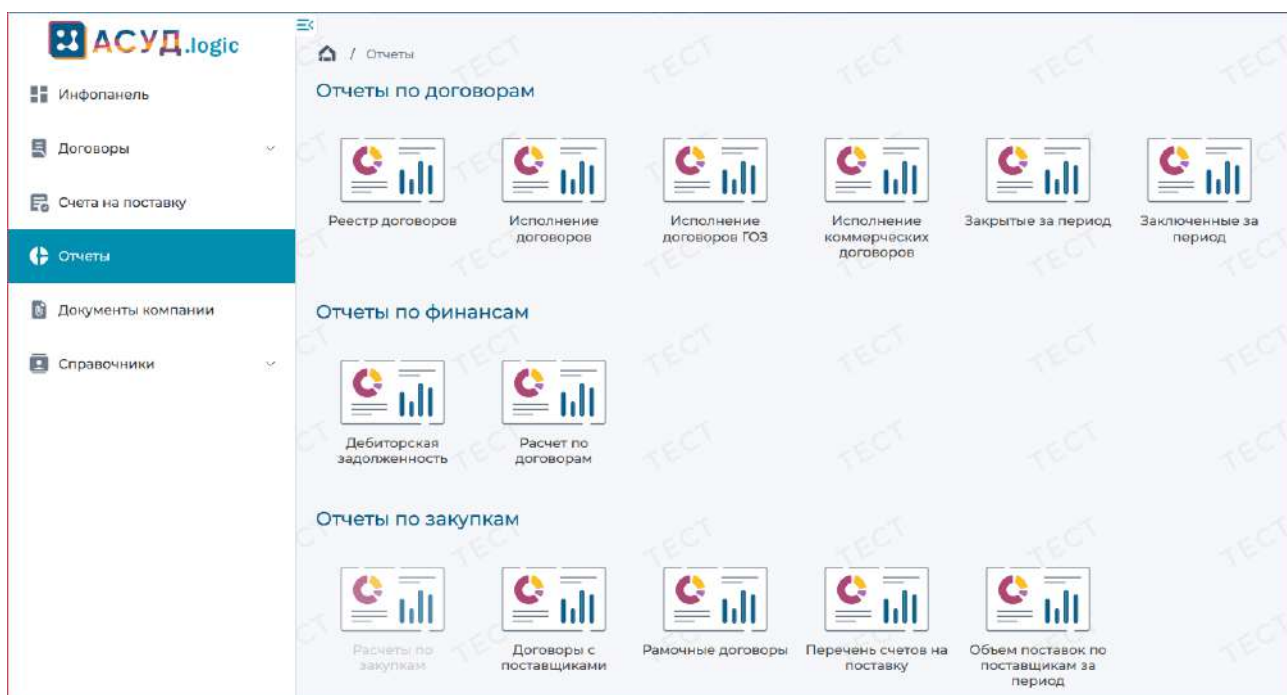 АСУД.logic
Инфопанель
Договоры
Счета на поставку
Отчеты
Документы компании
Справочники
/ Отчеты
Отчеты по договорам
Реестр договоров
Исполнение
договоров
Исполнение
договоров ГОЗ
Исполнение
коммерческих
договоров
Закрытые за период
Заключенные за
период
Отчеты по финансам
Дебиторская
задолженность
Расчет по
договорам
Отчеты по закупкам
Расчеты по
закупкам
Договоры с
поставщиками
Рамочные договоры
Перечень счетов на
поставку
Объем поставок по
поставщикам за
период
ТЕСТ